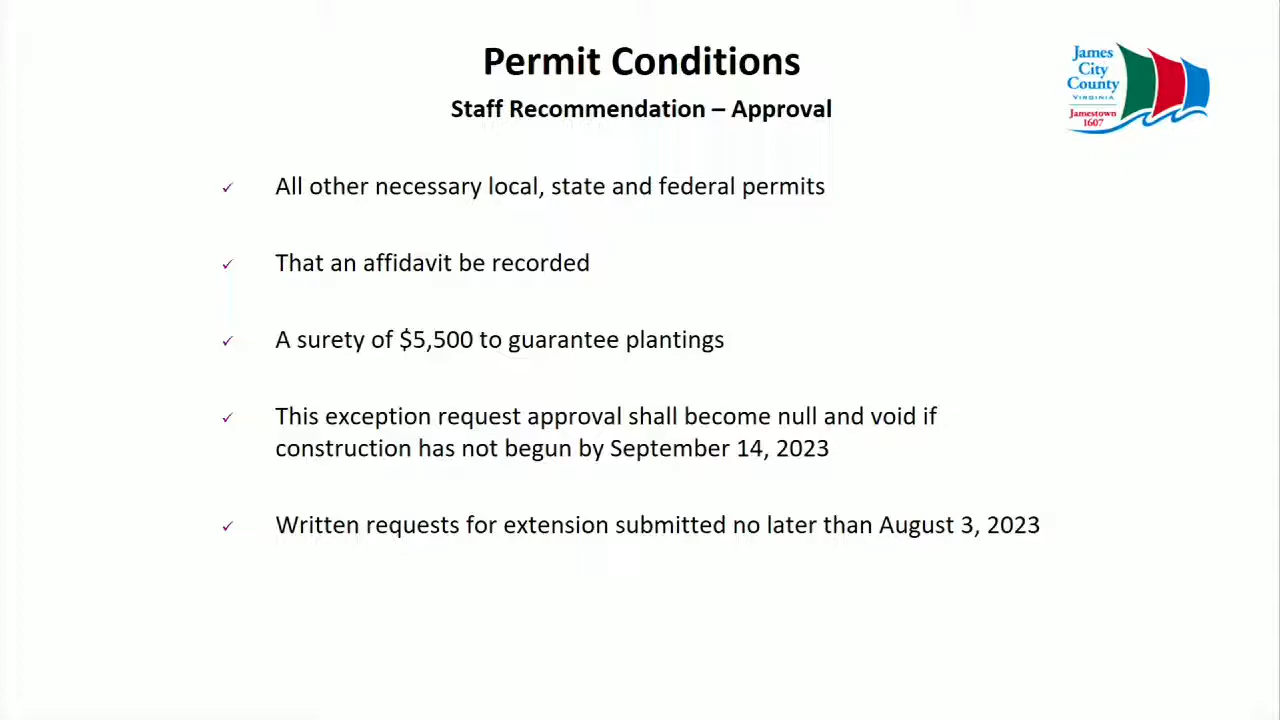 Permit Conditions
Staff Recommendation – Approval
James
City
County
VIRGINIA
Jamestown
1607
✓ All other necessary local, state and federal permits
✓ That an affidavit be recorded
✓ A surety of $5,500 to guarantee plantings
✓ This exception request approval shall become null and void if
construction has not begun by September 14, 2023
✓ Written requests for extension submitted no later than August 3, 2023